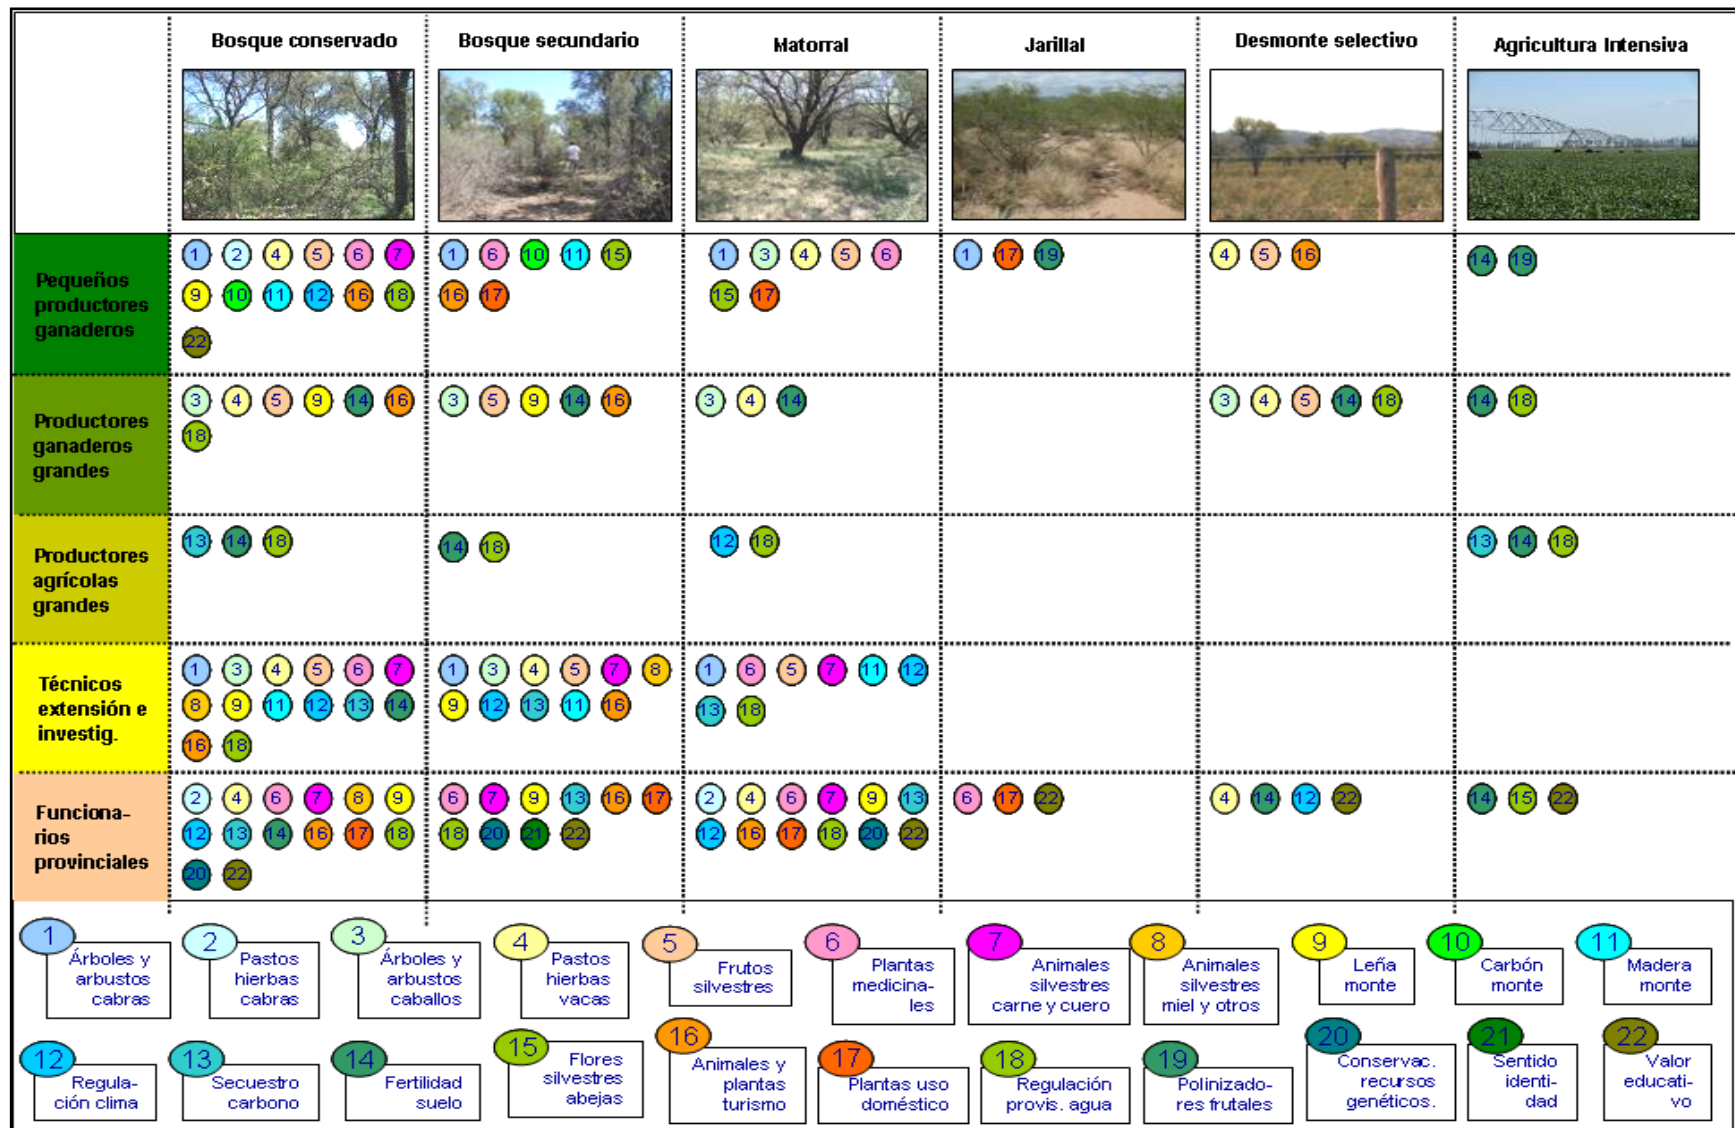 Bosque conservado
Bosque secundario
Matorral
Jarillal
Desmonte selectivo
Agricultura Intensiva
Pequeños
productores
ganaderos
1 2 4 5 6 7
9 10 11 12 16 18
22
1 6 10 11 15
16 17
1 3 4 5 6
15 17
1 17 19
4 5 16
14 19
Productores
ganaderos
grandes
3 4 5 9 14 16
18
3 5 9 14 16
3 4 14
3 4 5 14 18
14 18
Productores
agrícolas
grandes
13 14 18
14 18
12 18
13 14 18
Técnicos
extensión e
investig.
1 3 4 5 6 7
8 9 11 12 13 14
16 18
1 3 4 5 7 8
9 12 13 11 16
1 6 5 7 11 12
13 18
Funciona-
rios
provinciales
2 4 6 7 8 9
12 13 14 16 17 18
20 22
6 7 9 13 16 17
18 20 21 22
2 4 6 7 9 13
12 16 17 18 20 22
6 17 22
4 14 12 22
14 15 22
1
Árboles y
arbustos
cabras
2
Pastos
hierbas
cabras
3
Árboles y
arbustos
caballos
4
Pastos
hierbas
vacas
5
Frutos
silvestres
6
Plantas
medicina-
les
7
Animales
silvestres
carne y cuero
8
Animales
silvestres
miel y otros
9
Leña
monte
10
Carbón
monte
11
Madera
monte
12
Regula-
ción clima
13
Secuestro
carbono
14
Fertilidad
suelo
15
Flores
silvestres
abejas
16
Animales y
plantas
turismo
17
Plantas uso
doméstico
18
Regulación
provis. agua
19
Polinizado-
res frutales
20
Conservac.
recursos
genéticos.
21
Sentido
identi-
dad
22
Valor
educati-
vo